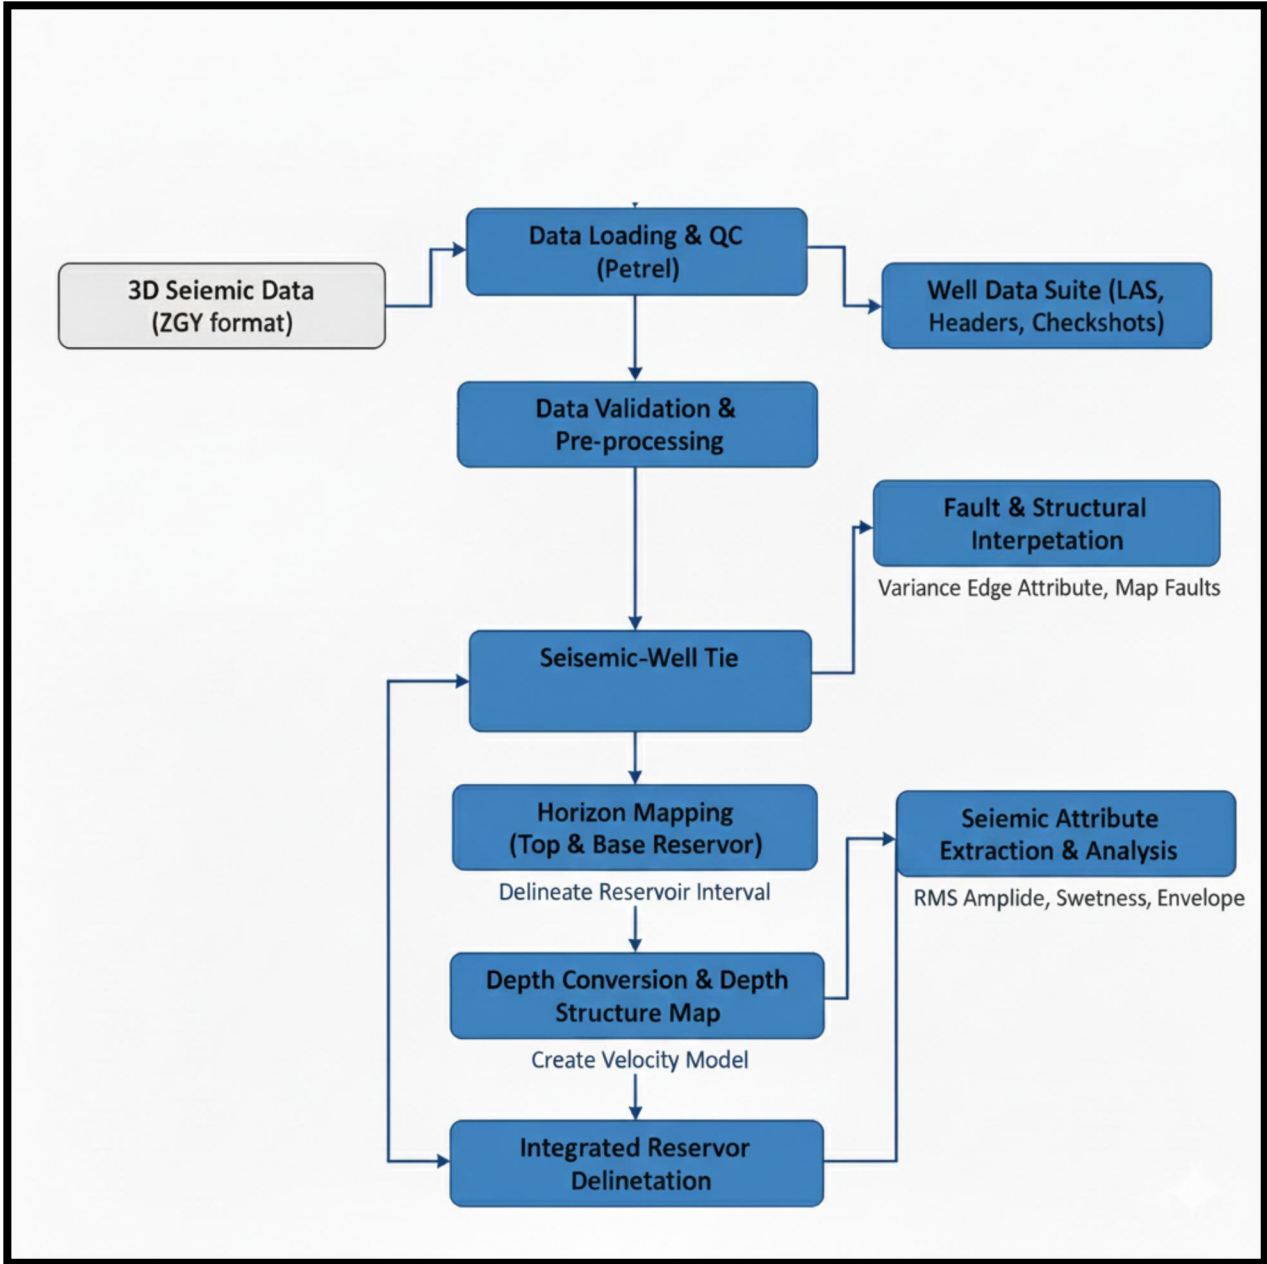 Data Loading & QC
(Petrel)
3D Seiemic Data
(ZGY format)
Well Data Suite (LAS,
Headers, Checkshots)
Data Validation &
Pre-processing
Fault & Structural
Interpetation
Variance Edge Attribute, Map Faults
Seisemic-Well Tie
Horizon Mapping
(Top & Base Reservor)
Delineate Reservoir Interval
Seiemic Attribute
Extraction & Analysis
RMS Amplide, Swetness, Envelope
Depth Conversion & Depth
Structure Map
Create Velocity Model
Integrated Reservor
Delinetation